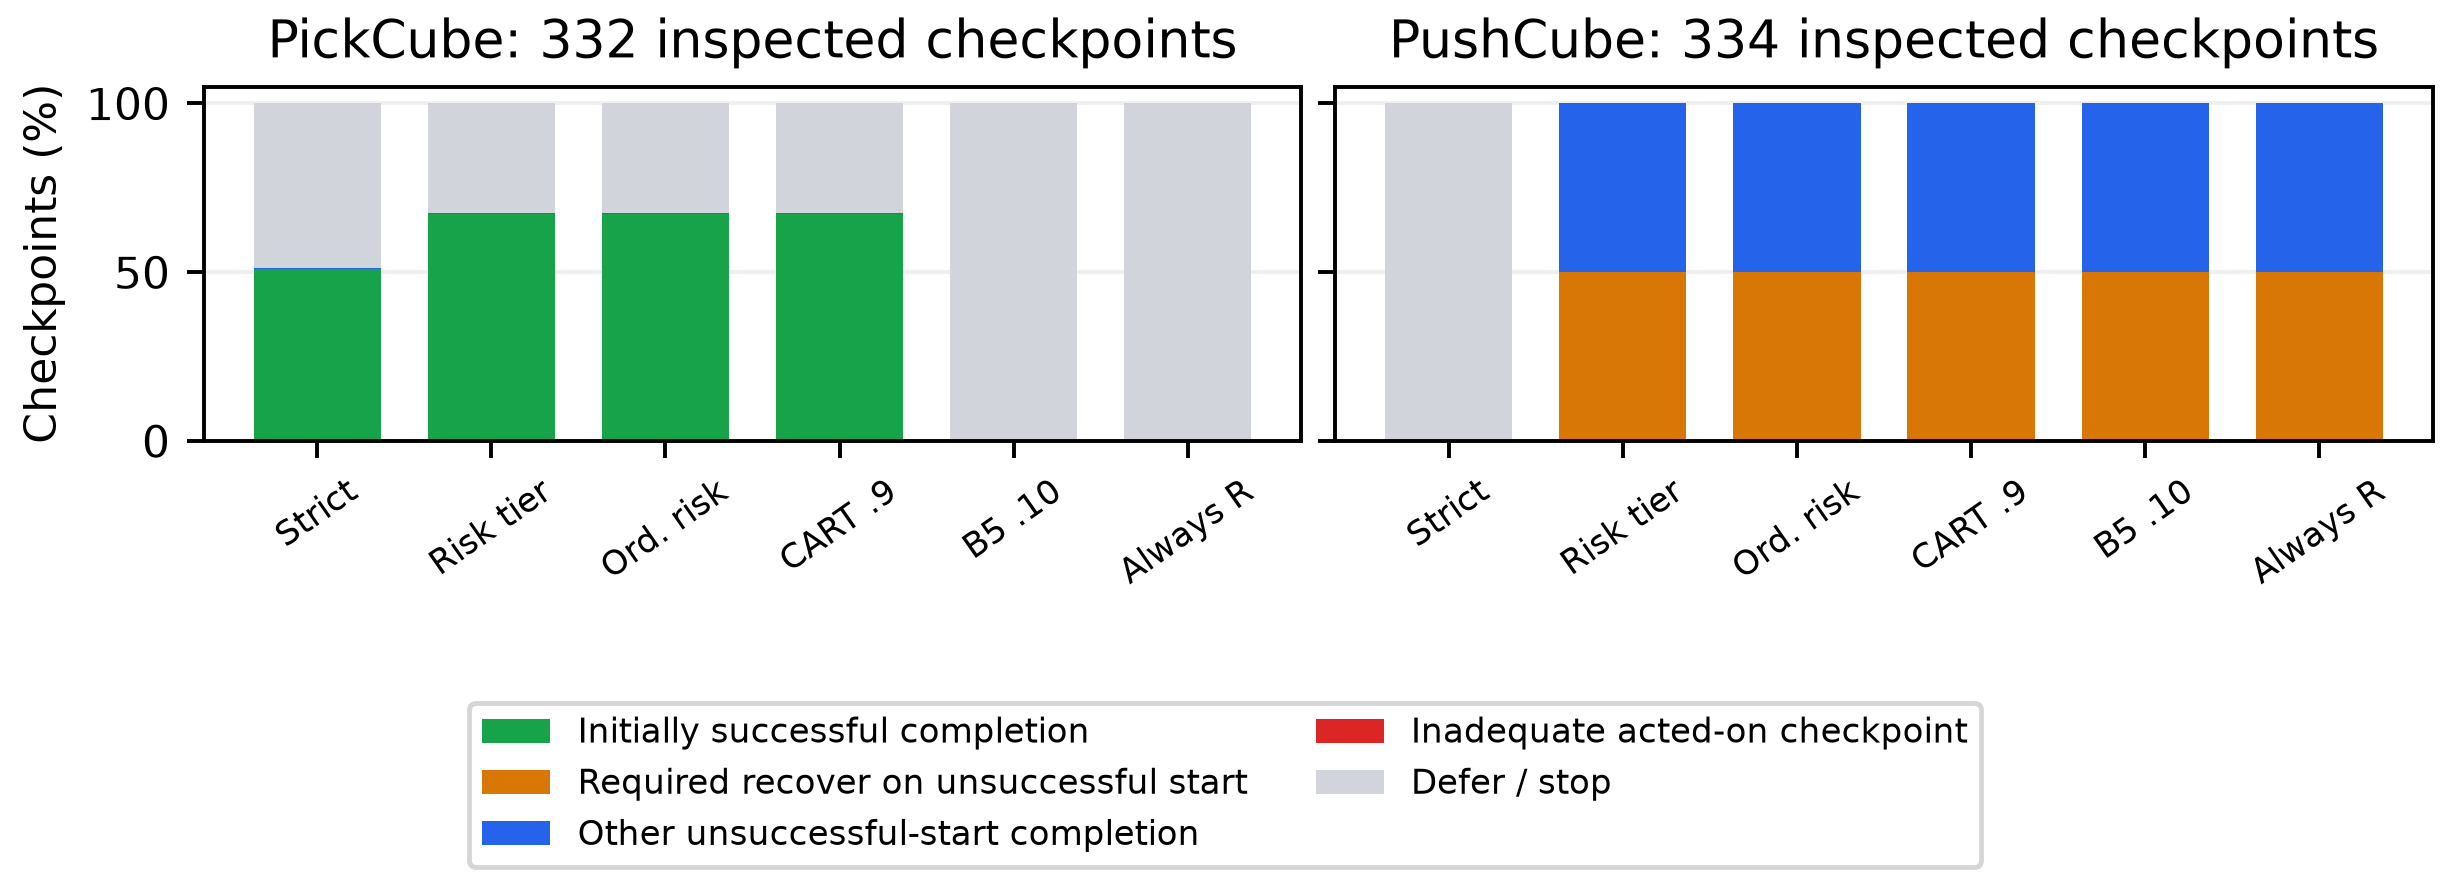 PickCube: 332 inspected checkpoints
PushCube: 334 inspected checkpoints
Checkpoints (%)
100
50
0
Strict
Risk tier
Ord. risk
CART .9
B5 .10
Always R
Strict
Risk tier
Ord. risk
CART .9
B5 .10
Always R
Initially successful completion
Required recover on unsuccessful start
Other unsuccessful-start completion
Inadequate acted-on checkpoint
Defer / stop